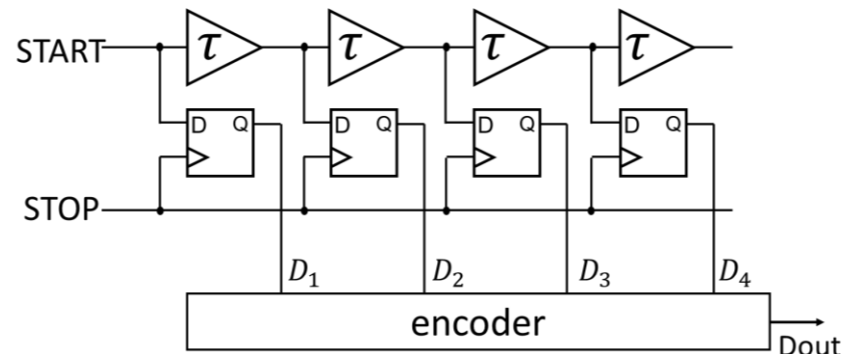 START τ τ τ τ
D Q D Q D Q D Q
STOP
D₁ D₂ D₃ D₄
encoder
Dout